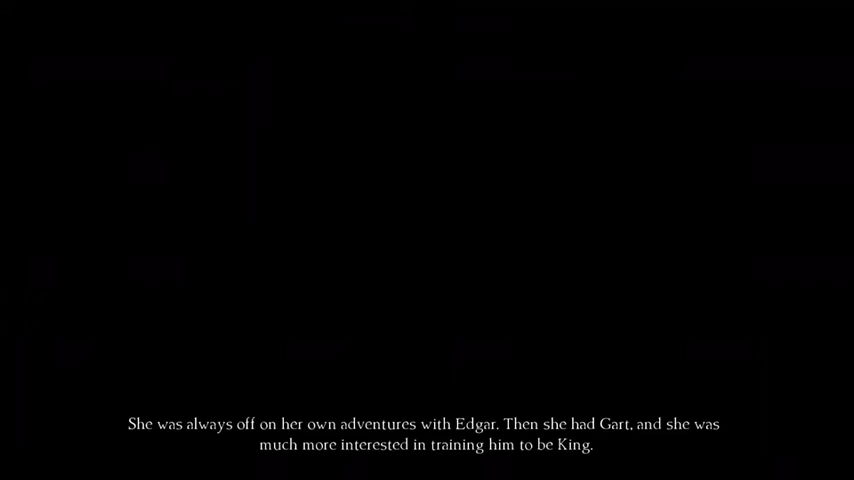 She was always off on her own adventures with Edgar. Then she had Gart, and she was
much more interested in training him to be King.